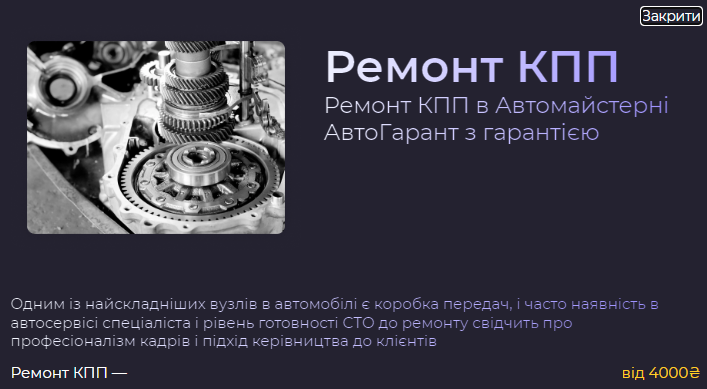 Закрити
Ремонт КПП
Ремонт КПП в Автомайстерні
АвтоГарант з гарантією
Одним із найскладніших вузлів в автомобілі є коробка передач, і часто наявність в
автосервісі спеціаліста і рівень готовності СТО до ремонту свідчить про
професіоналізм кадрів і підхід керівництва до клієнтів
Ремонт КПП — від 4000₴